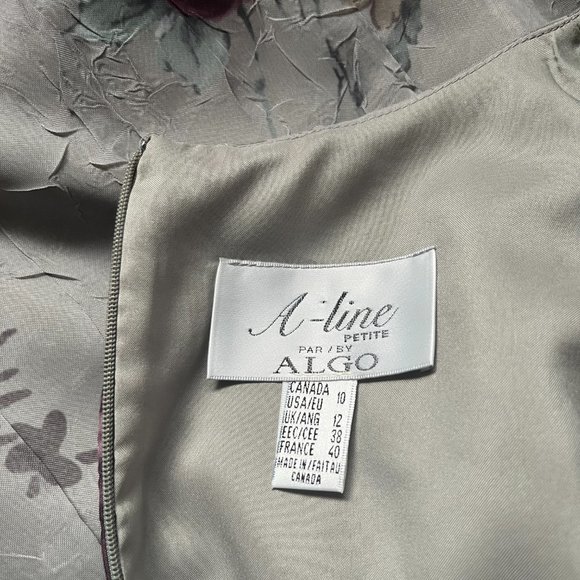 A-line
PETITE
PAR / BY
ALGO
CANADA
USA/EU 10
UK/ANG 12
EEC/CEE 38
FRANCE 40
MADE IN/FAIT AU
CANADA